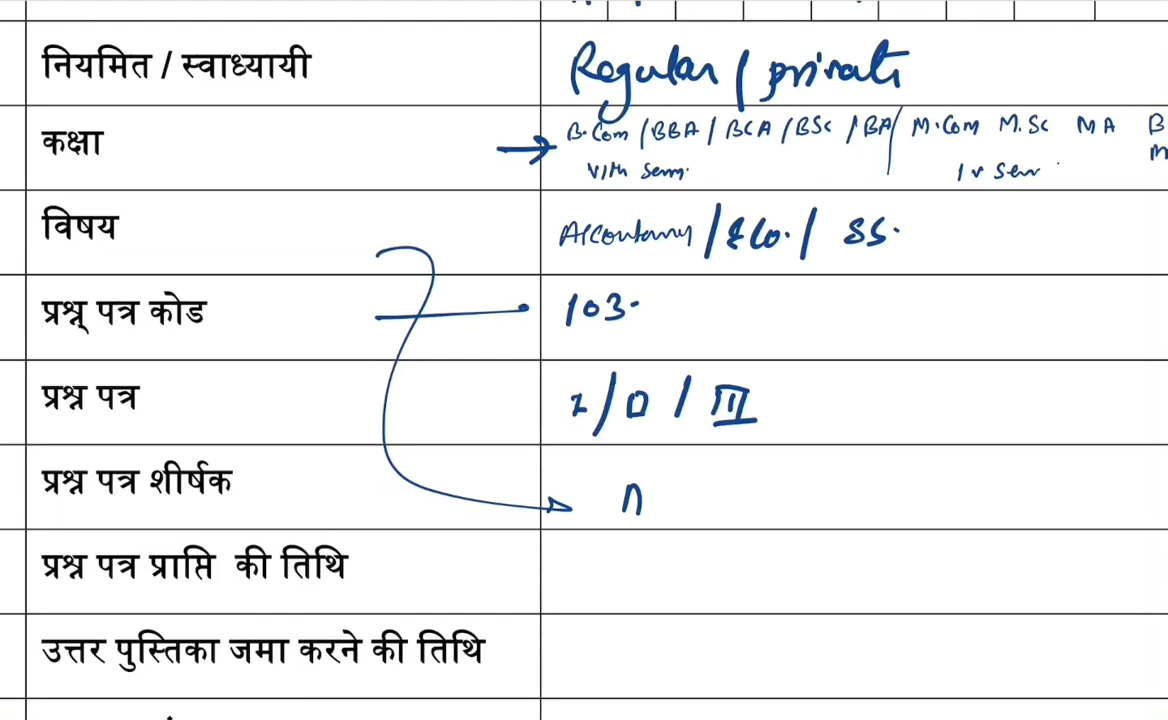 नियमित / स्वाध्यायी Regular / private
कक्षा B.Com / BBA / BCA / BSc / BA / M.Com M.Sc MA B
VIth sem. IV sem
विषय Accountany / Eco. / SS.
प्रश्न् पत्र कोड 103.
प्रश्न पत्र I / II / III
प्रश्न पत्र शीर्षक n
प्रश्न पत्र प्राप्ति की तिथि
उत्तर पुस्तिका जमा करने की तिथि